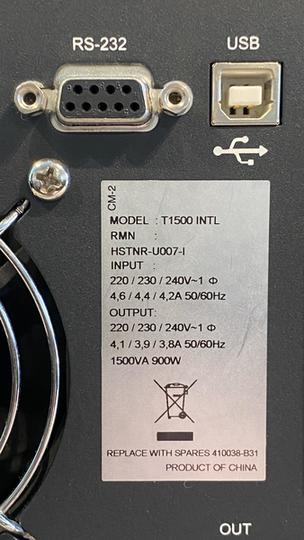 RS-232 USB
CM-2
MODEL : T1500 INTL
RMN :
HSTNR-U007-I
INPUT :
220 / 230 / 240V~1 Φ
4,6 / 4,4 / 4,2A 50/60Hz
OUTPUT:
220 / 230 / 240V~1 Φ
4,1 / 3,9 / 3,8A 50/60Hz
1500VA 900W
REPLACE WITH SPARES 410038-B31
PRODUCT OF CHINA
OUT